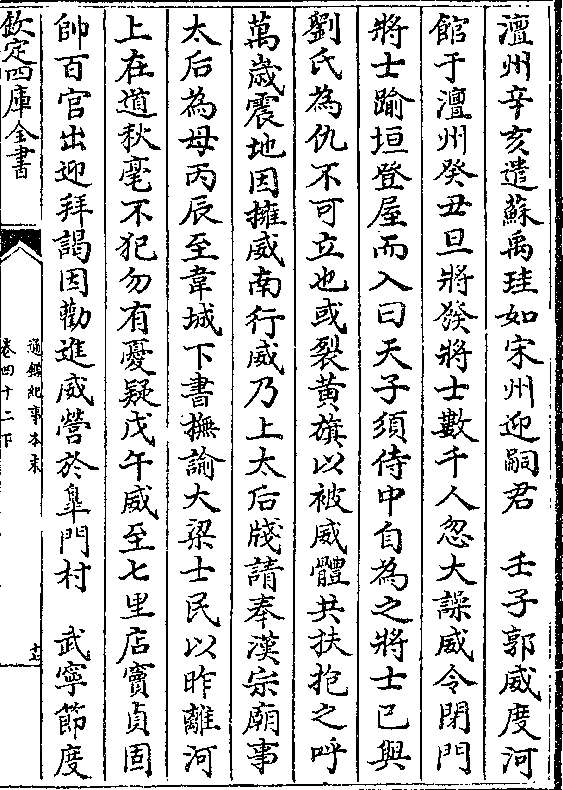 澶州辛亥遣蘇禹珪如宋州迎嗣君　壬子郭威度河
館于澶州癸丑旦將發將士數千人忽大譟威令閉門
將士踰垣登屋而入曰天子須侍中自為之將士已與
劉氏為仇不可立也或裂黄旗以被威體共扶抱之呼
萬歲震地因擁威南行威乃上太后牋請奉漢宗廟事
太后為母丙辰至韋城下書撫諭大梁士民以昨離河
上在道秋毫不犯勿有憂疑戊午威至七里店竇貞固
帥百官出迎拜謁因勸進威營於臯門村　武寧節度
欽定四庫全書
通鑑紀事本末
卷四十二下